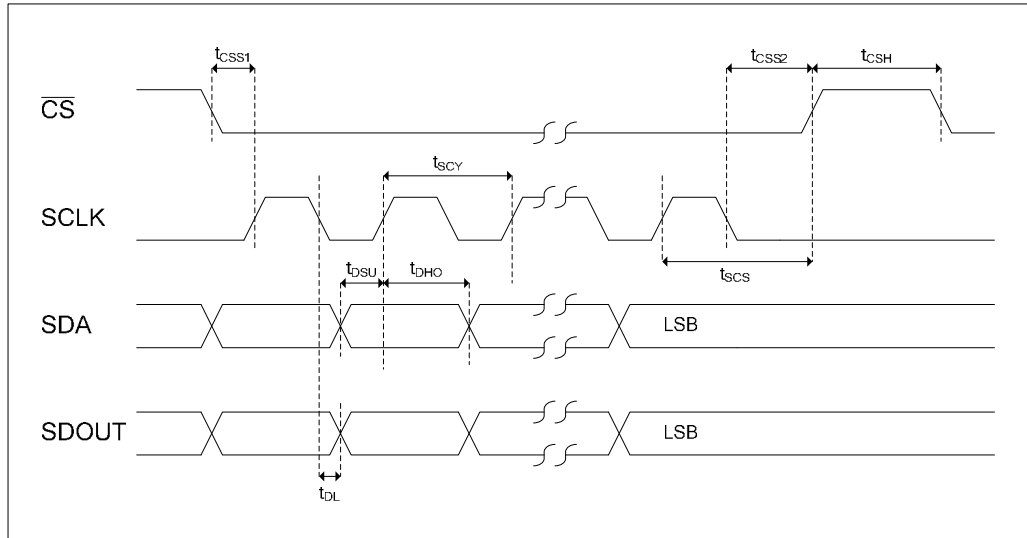 tCSS1 tCSS2 tCSH
CS
tSCY
SCLK
tSCS
tDSU tDHO
SDA LSB
SDOUT LSB
tDL